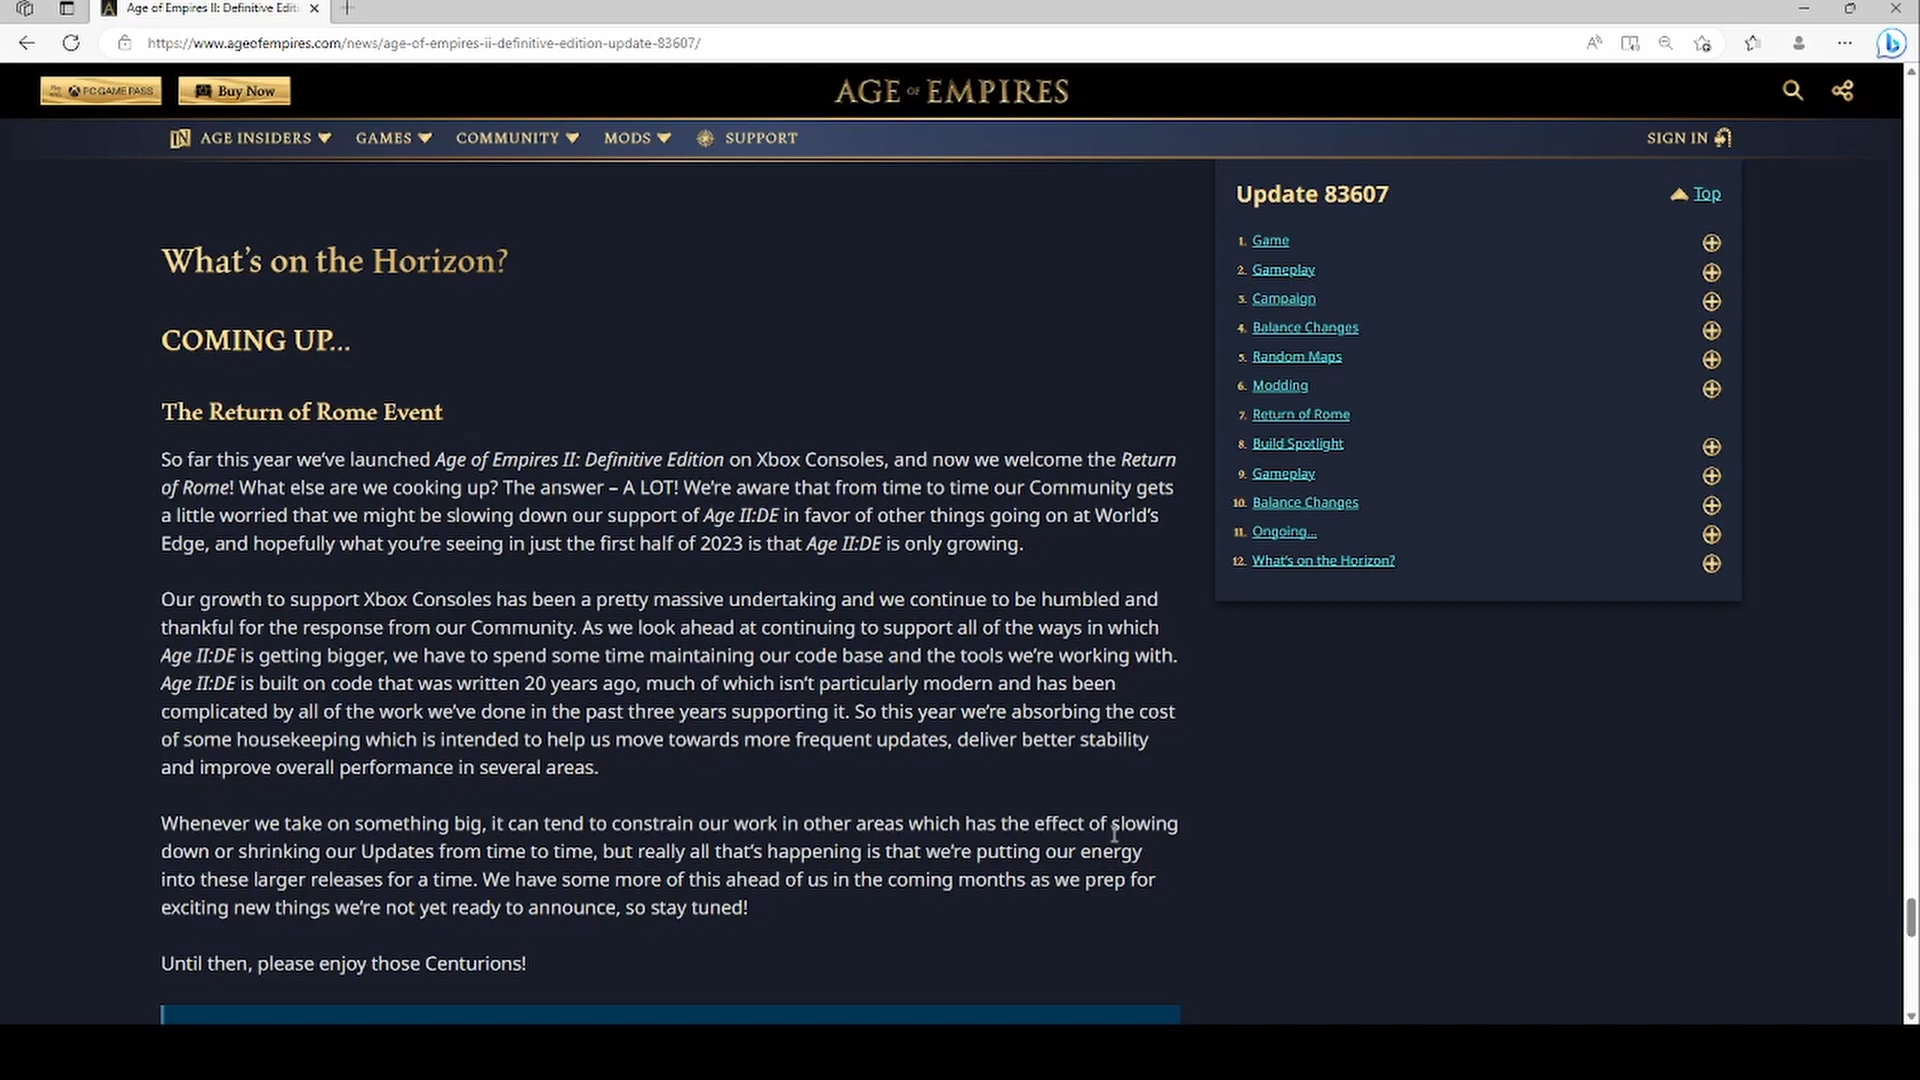 Age of Empires II: Definitive Editi
https://www.ageofempires.com/news/age-of-empires-ii-definitive-edition-update-83607/
PC GAME PASS
Buy Now
AGE OF EMPIRES
AGE INSIDERS
GAMES
COMMUNITY
MODS
SUPPORT
SIGN IN
What's on the Horizon?
COMING UP...
The Return of Rome Event
So far this year we've launched Age of Empires II: Definitive Edition on Xbox Consoles, and now we welcome the Return
of Rome! What else are we cooking up? The answer – A LOT! We're aware that from time to time our Community gets
a little worried that we might be slowing down our support of Age II:DE in favor of other things going on at World's
Edge, and hopefully what you're seeing in just the first half of 2023 is that Age II:DE is only growing.
Our growth to support Xbox Consoles has been a pretty massive undertaking and we continue to be humbled and
thankful for the response from our Community. As we look ahead at continuing to support all of the ways in which
Age II:DE is getting bigger, we have to spend some time maintaining our code base and the tools we're working with.
Age II:DE is built on code that was written 20 years ago, much of which isn't particularly modern and has been
complicated by all of the work we've done in the past three years supporting it. So this year we're absorbing the cost
of some housekeeping which is intended to help us move towards more frequent updates, deliver better stability
and improve overall performance in several areas.
Whenever we take on something big, it can tend to constrain our work in other areas which has the effect of slowing
down or shrinking our Updates from time to time, but really all that's happening is that we're putting our energy
into these larger releases for a time. We have some more of this ahead of us in the coming months as we prep for
exciting new things we're not yet ready to announce, so stay tuned!
Until then, please enjoy those Centurions!
Update 83607
Top
1. Game
2. Gameplay
3. Campaign
4. Balance Changes
5. Random Maps
6. Modding
7. Return of Rome
8. Build Spotlight
9. Gameplay
10. Balance Changes
11. Ongoing...
12. What's on the Horizon?